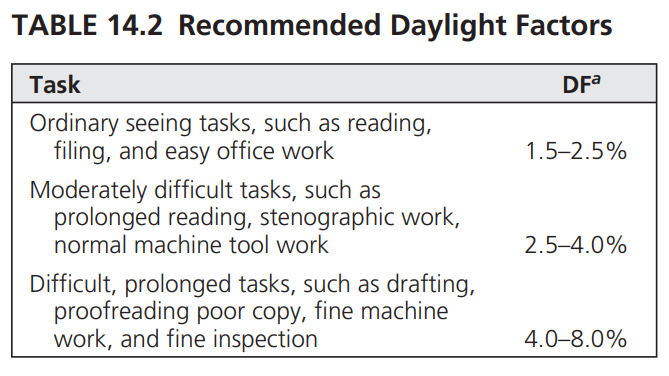 TABLE 14.2 Recommended Daylight Factors
Task DFᵃ
Ordinary seeing tasks, such as reading,
filing, and easy office work 1.5–2.5%
Moderately difficult tasks, such as
prolonged reading, stenographic work,
normal machine tool work 2.5–4.0%
Difficult, prolonged tasks, such as drafting,
proofreading poor copy, fine machine
work, and fine inspection 4.0–8.0%